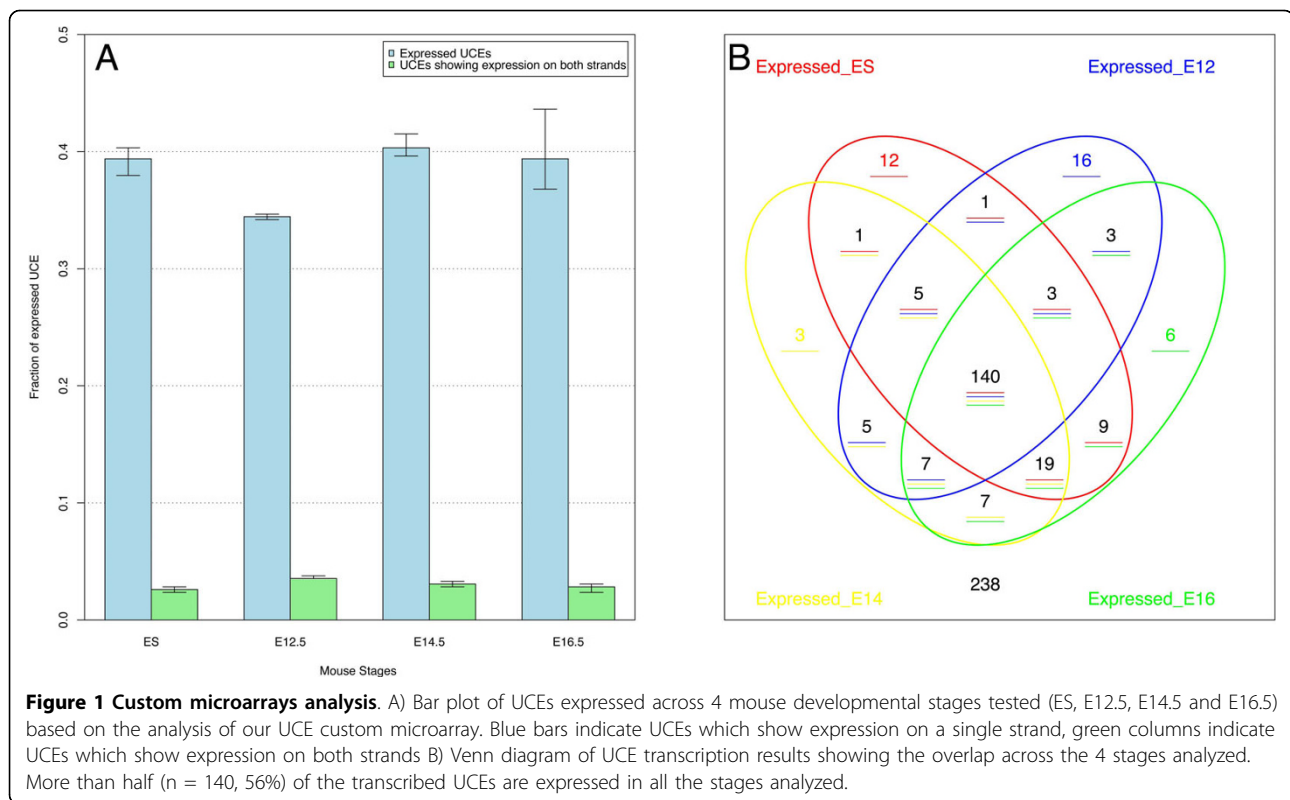 A
Expressed UCEs
UCEs showing expression on both strands
Fraction of expressed UCE
0.5
0.4
0.3
0.2
0.1
0.0
ES
E12.5
E14.5
E16.5
Mouse Stages
B
Expressed_ES
Expressed_E12
12
16
1
1
3
5
3
3
6
140
5
9
7
19
7
238
Expressed_E14
Expressed_E16
Figure 1 Custom microarrays analysis. A) Bar plot of UCEs expressed across 4 mouse developmental stages tested (ES, E12.5, E14.5 and E16.5)
based on the analysis of our UCE custom microarray. Blue bars indicate UCEs which show expression on a single strand, green columns indicate
UCEs which show expression on both strands B) Venn diagram of UCE transcription results showing the overlap across the 4 stages analyzed.
More than half (n = 140, 56%) of the transcribed UCEs are expressed in all the stages analyzed.